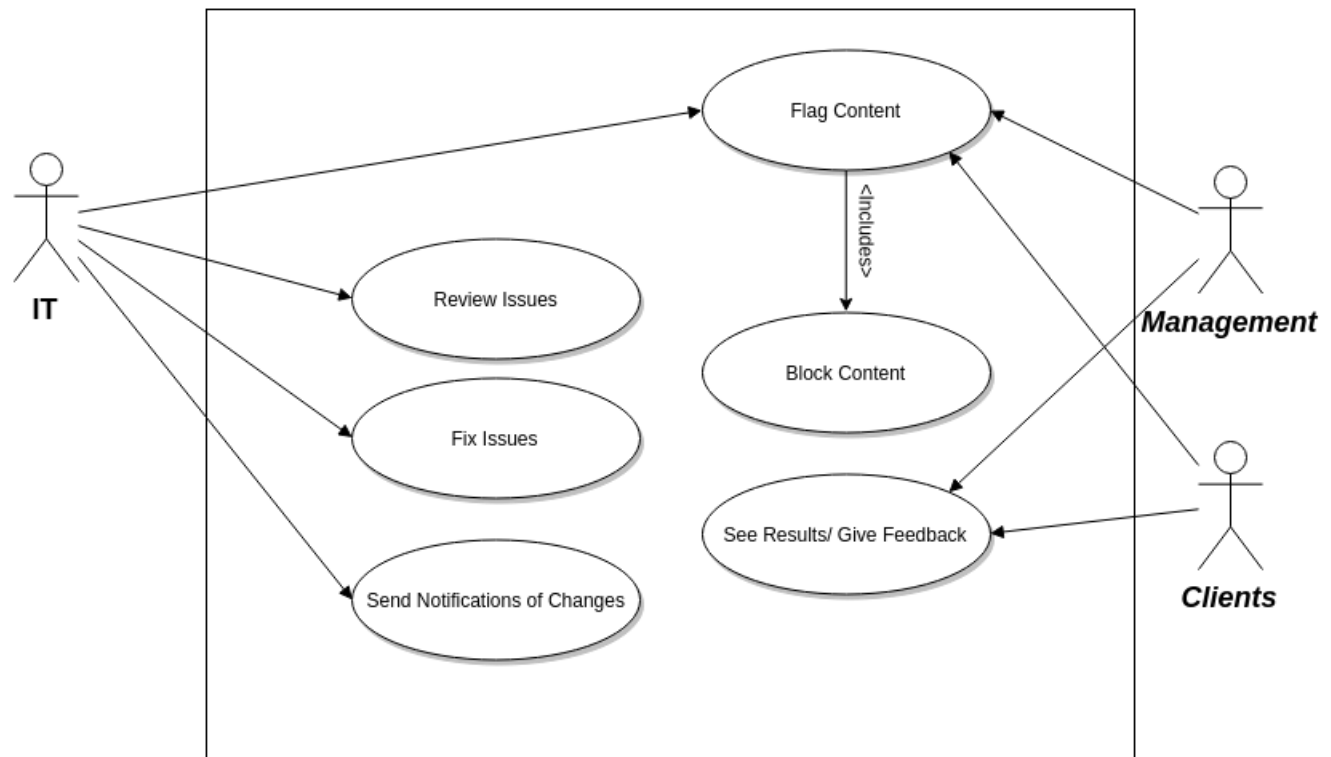 Flag Content
<Includes>
IT
Review Issues
Management
Block Content
Fix Issues
See Results/ Give Feedback
Clients
Send Notifications of Changes